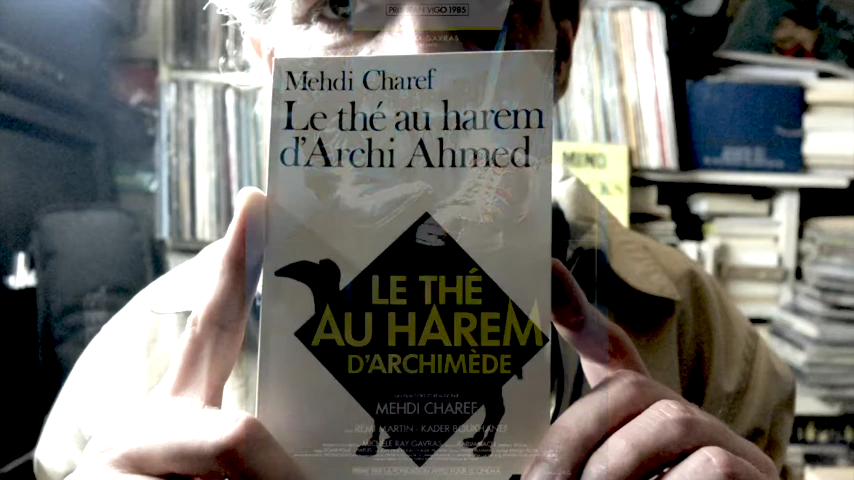 PRIX JEAN VIGO 1985
GAVRAS
Mehdi Charef
Le thé au harem
d'Archi Ahmed
LE THÉ
AU HAREM
D'ARCHIMÈDE
MEHDI CHAREF
RÉMI MARTIN - KADER BOUKHANEF
MICHÈLE RAY GAVRAS